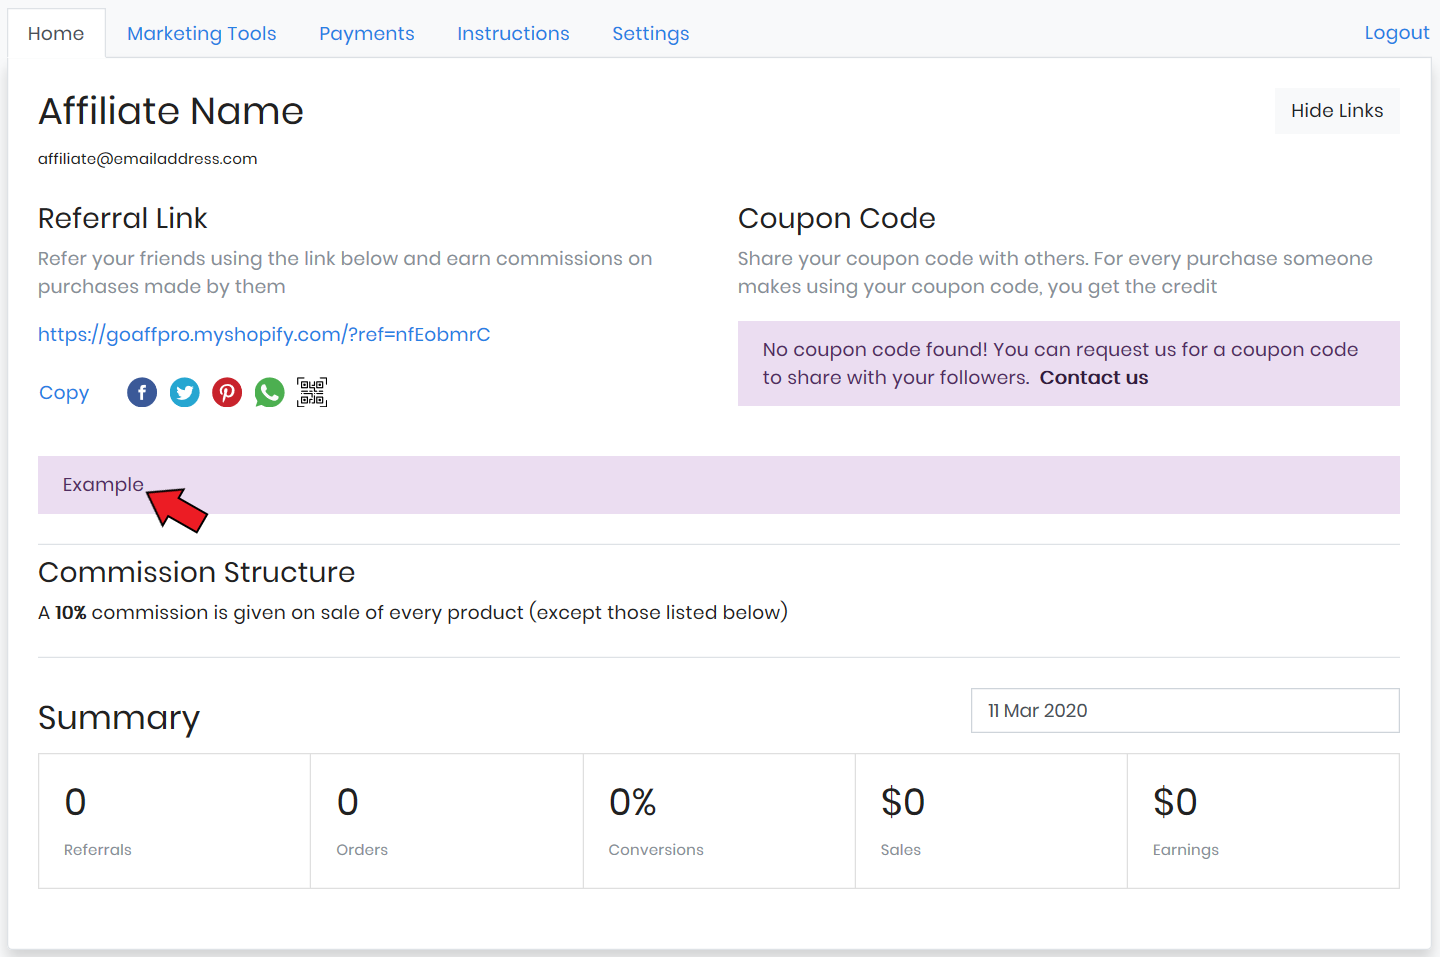 Home Marketing Tools Payments Instructions Settings Logout
Affiliate Name
Hide Links
affiliate@emailaddress.com
Referral Link
Refer your friends using the link below and earn commissions on
purchases made by them
https://goaffpro.myshopify.com/?ref=nfEobmrC
Copy
Coupon Code
Share your coupon code with others. For every purchase someone
makes using your coupon code, you get the credit
No coupon code found! You can request us for a coupon code
to share with your followers. Contact us
Example
Commission Structure
A 10% commission is given on sale of every product (except those listed below)
Summary
11 Mar 2020
0
Referrals
0
Orders
0%
Conversions
$0
Sales
$0
Earnings